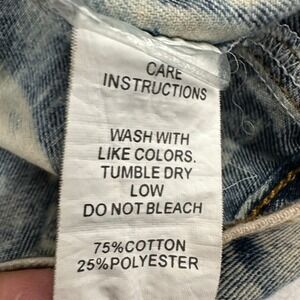 CARE
INSTRUCTIONS
WASH WITH
LIKE COLORS.
TUMBLE DRY
LOW
DO NOT BLEACH
75%COTTON
25%POLYESTER